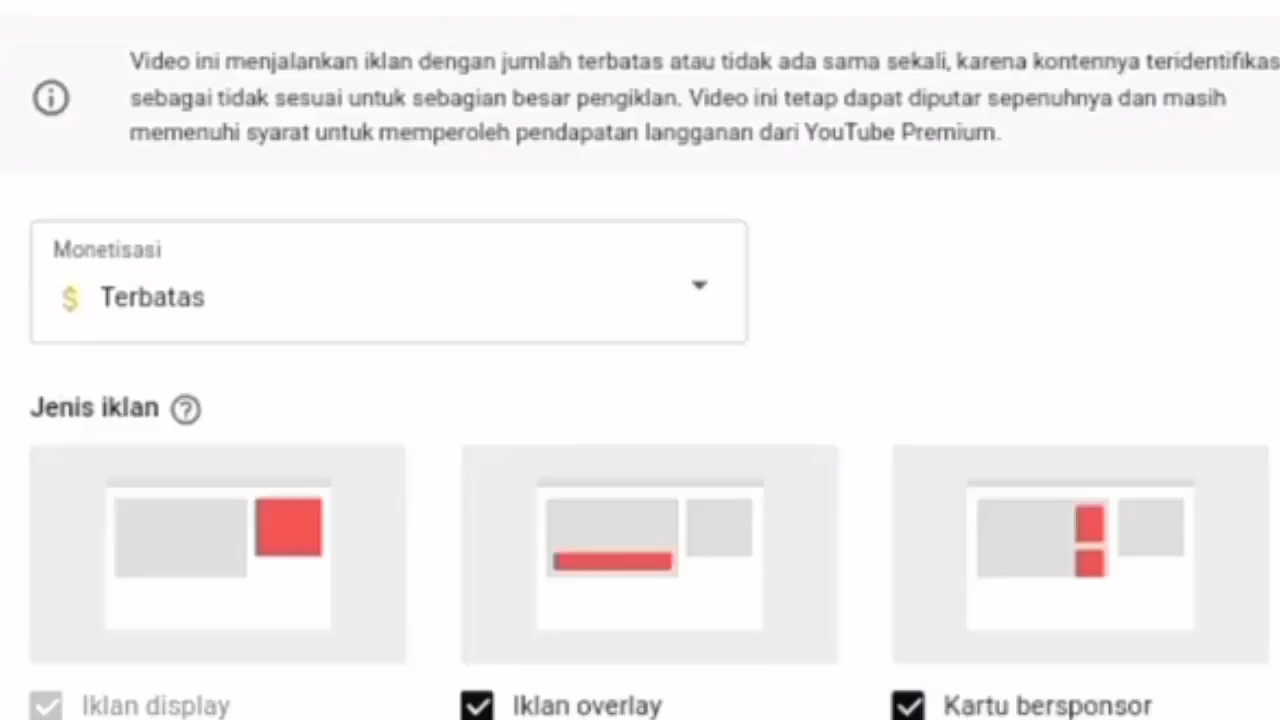 Video ini menjalankan iklan dengan jumlah terbatas atau tidak ada sama sekali, karena kontennya teridentifikas
sebagai tidak sesuai untuk sebagian besar pengiklan. Video ini tetap dapat diputar sepenuhnya dan masih
memenuhi syarat untuk memperoleh pendapatan langganan dari YouTube Premium.
Monetisasi
$ Terbatas
Jenis iklan
Iklan display
Iklan overlay
Kartu bersponsor